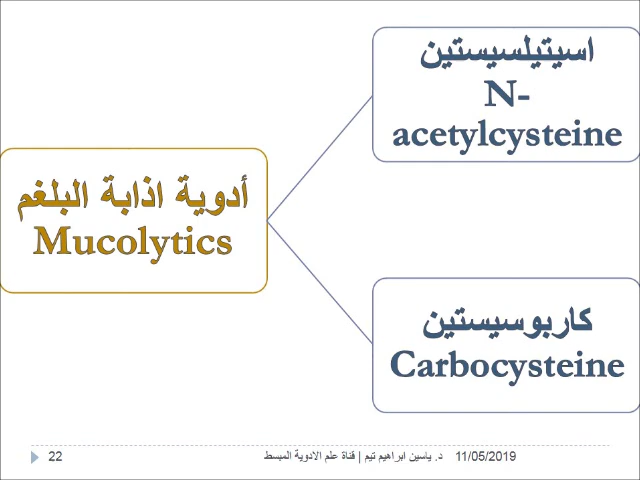 اسيتيلسيستين
N-
acetylcysteine
أدوية اذابة البلغم
Mucolytics
كاربوسيستين
Carbocysteine
22
د. ياسين ابراهيم تيم | قناة علم الادوية المبسط
11/05/2019